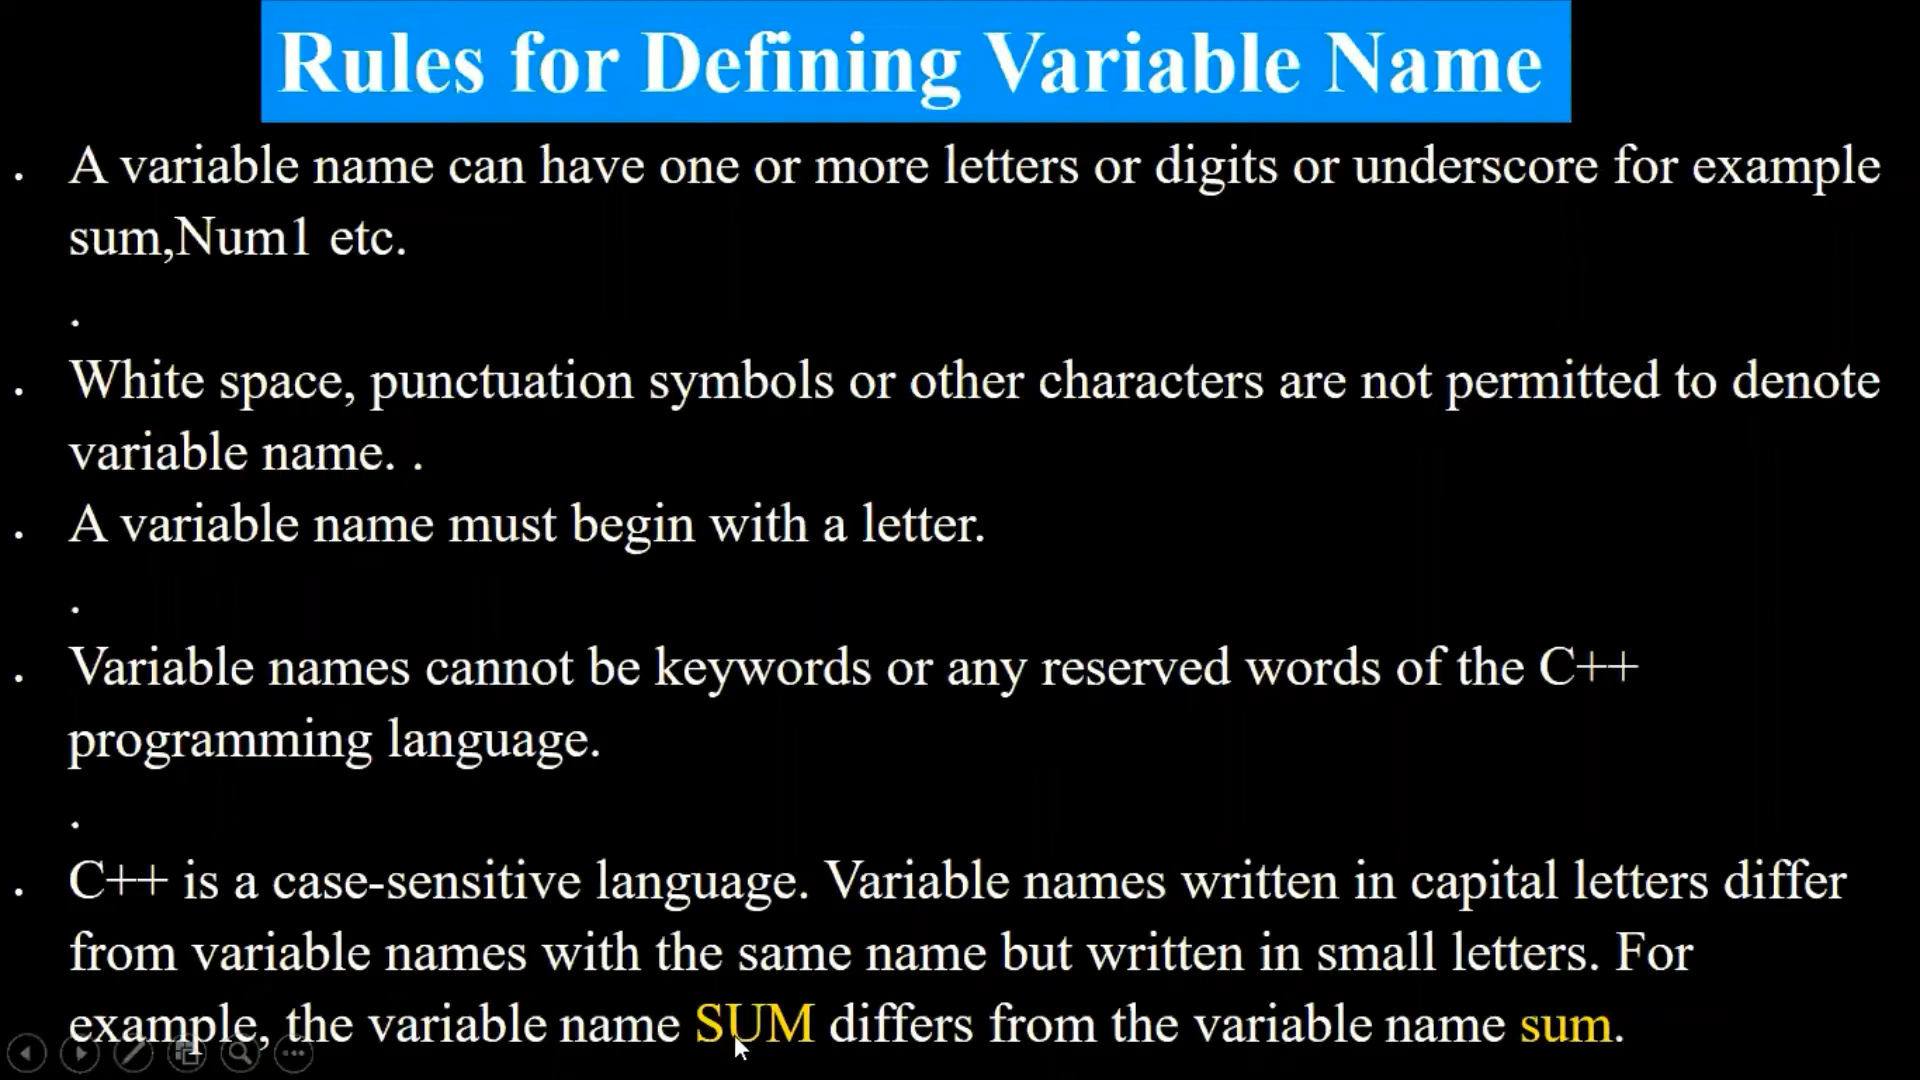 Rules for Defining Variable Name
. A variable name can have one or more letters or digits or underscore for example
sum,Num1 etc.
.
. White space, punctuation symbols or other characters are not permitted to denote
variable name. .
. A variable name must begin with a letter.
.
. Variable names cannot be keywords or any reserved words of the C++
programming language.
.
. C++ is a case-sensitive language. Variable names written in capital letters differ
from variable names with the same name but written in small letters. For
example, the variable name SUM differs from the variable name sum.